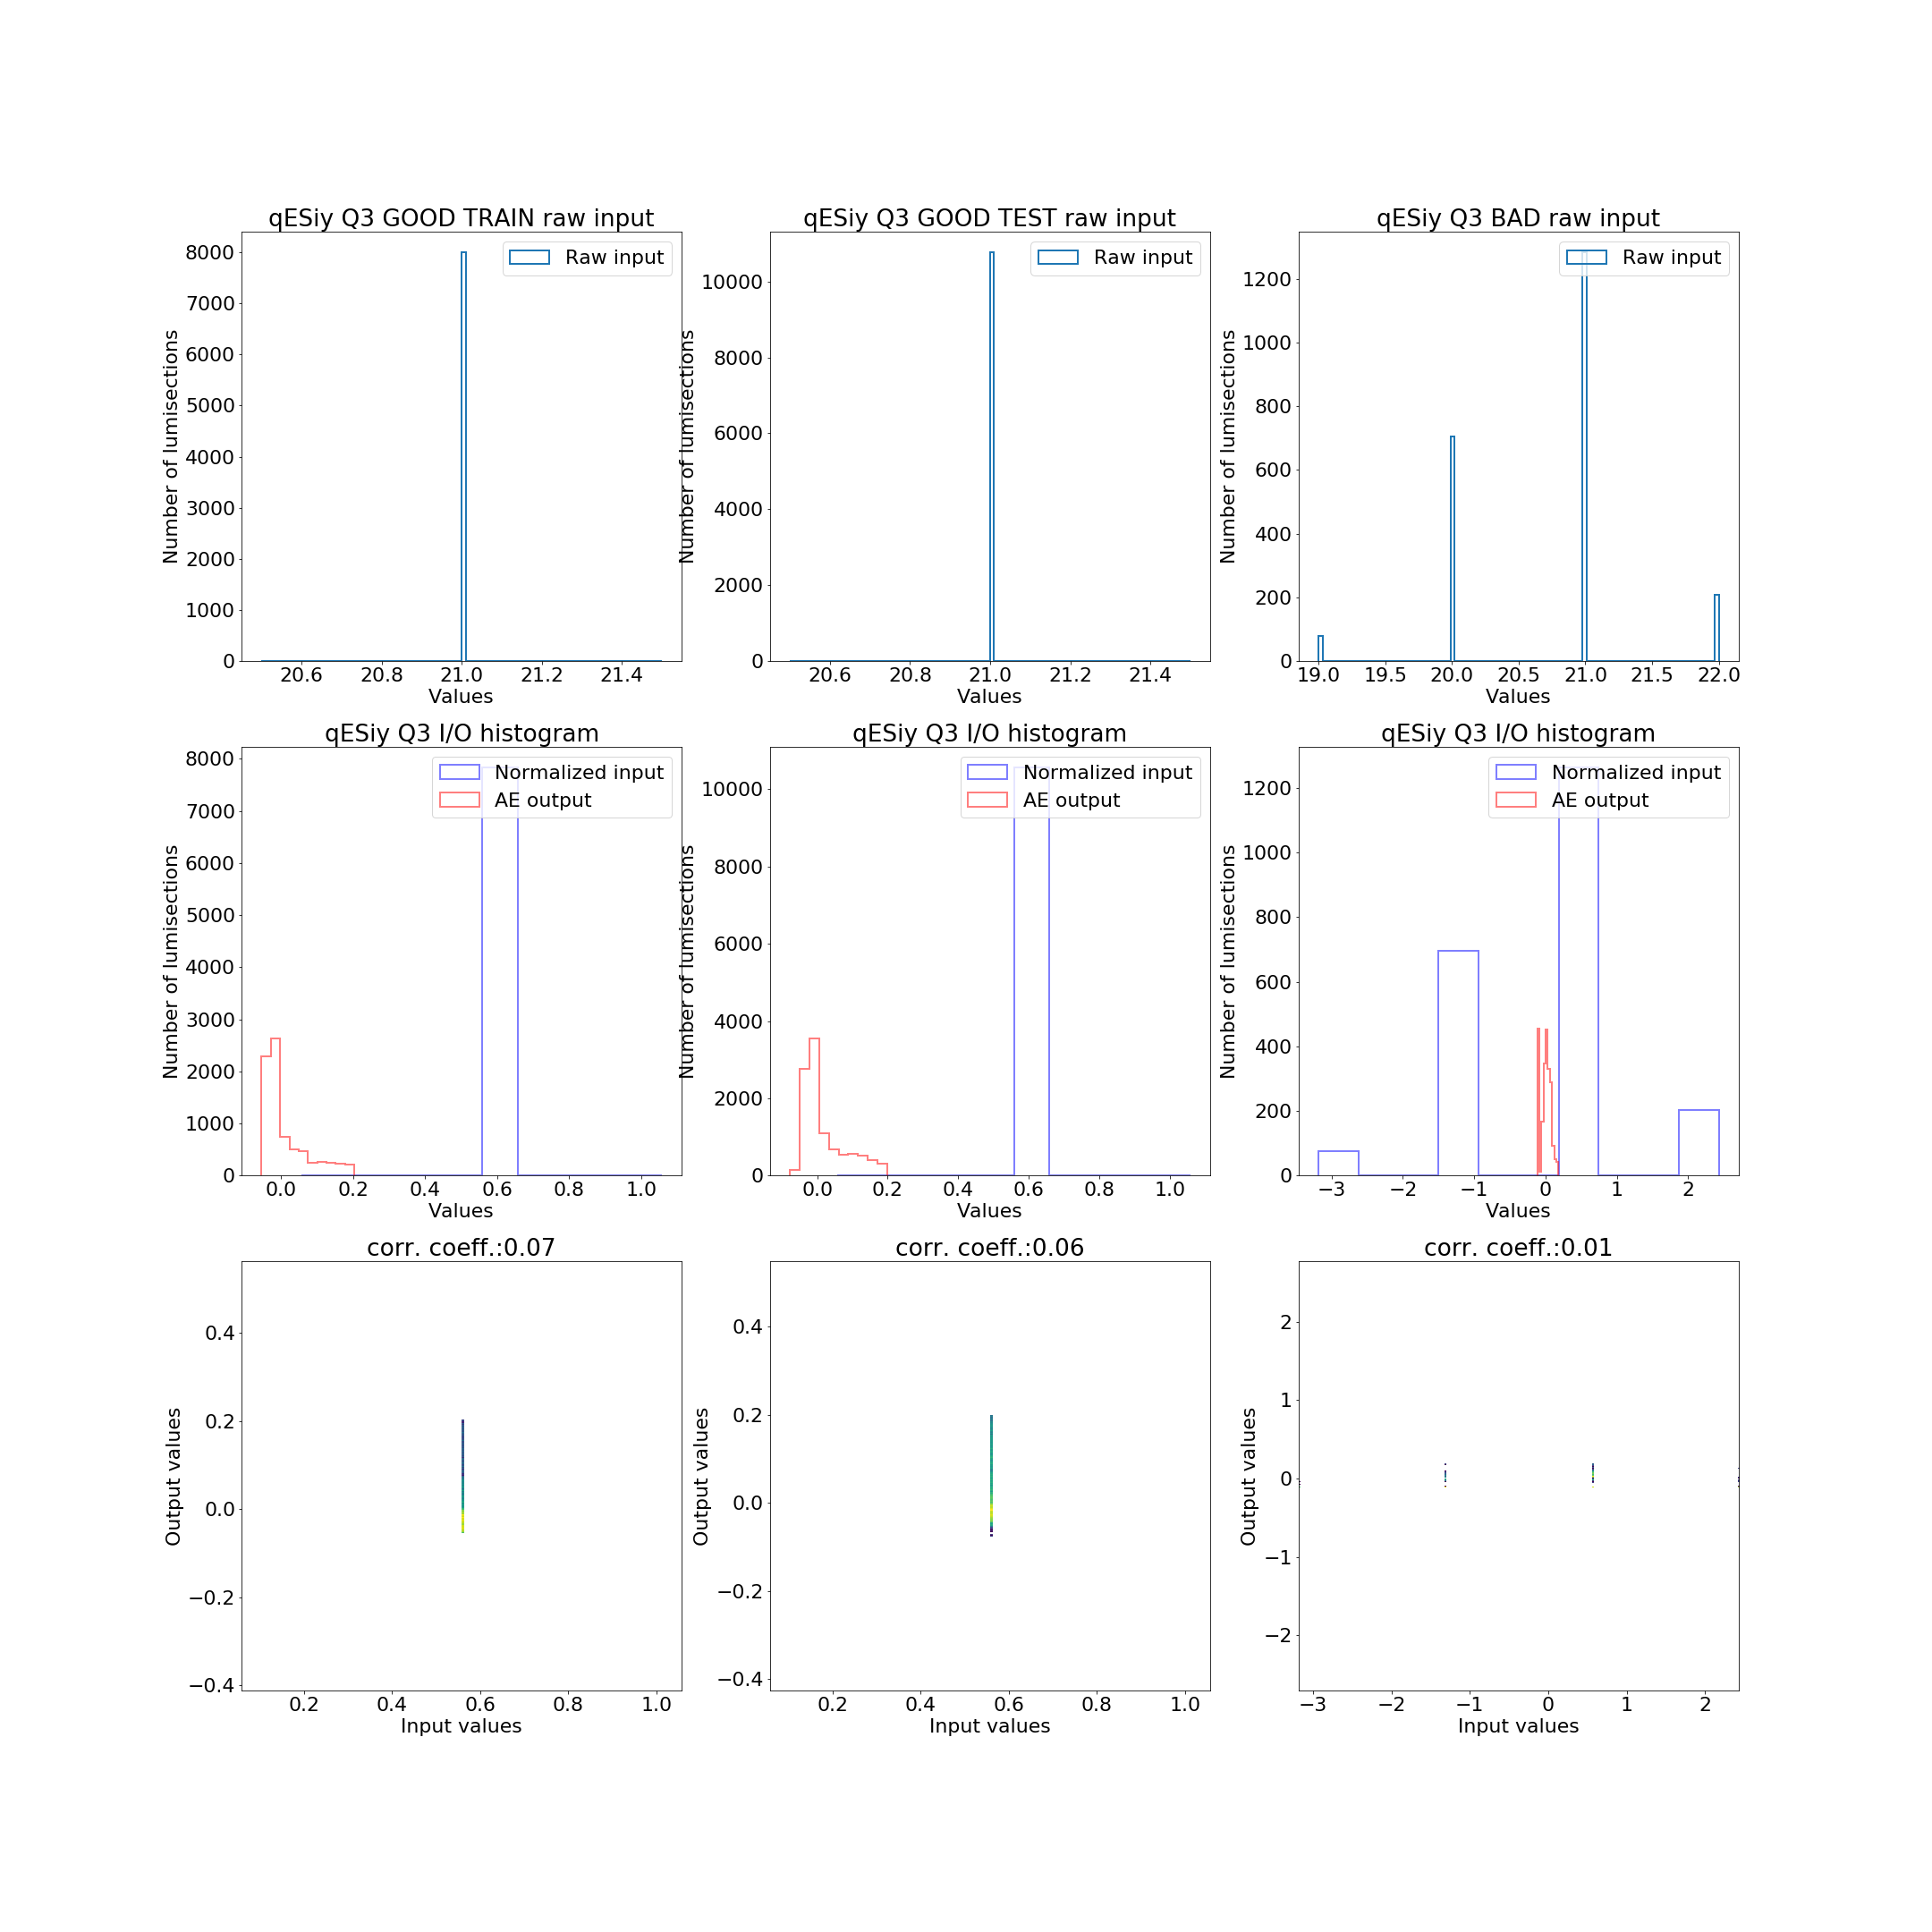 qESiy Q3 GOOD TRAIN raw input
Raw input
Number of lumisections
8000
7000
6000
5000
4000
3000
2000
1000
0
20.6 20.8 21.0 21.2 21.4
Values
qESiy Q3 GOOD TEST raw input
Raw input
Number of lumisections
10000
8000
6000
4000
2000
0
20.6 20.8 21.0 21.2 21.4
Values
qESiy Q3 BAD raw input
Raw input
Number of lumisections
1200
1000
800
600
400
200
0
19.0 19.5 20.0 20.5 21.0 21.5 22.0
Values
qESiy Q3 I/O histogram
Normalized input
AE output
Number of lumisections
8000
7000
6000
5000
4000
3000
2000
1000
0
0.0 0.2 0.4 0.6 0.8 1.0
Values
qESiy Q3 I/O histogram
Normalized input
AE output
Number of lumisections
10000
8000
6000
4000
2000
0
0.0 0.2 0.4 0.6 0.8 1.0
Values
qESiy Q3 I/O histogram
Normalized input
AE output
Number of lumisections
1200
1000
800
600
400
200
0
−3 −2 −1 0 1 2
Values
corr. coeff.:0.07
Output values
0.4
0.2
0.0
−0.2
−0.4
0.2 0.4 0.6 0.8 1.0
Input values
corr. coeff.:0.06
Output values
0.4
0.2
0.0
−0.2
−0.4
0.2 0.4 0.6 0.8 1.0
Input values
corr. coeff.:0.01
Output values
2
1
0
−1
−2
−3 −2 −1 0 1 2
Input values